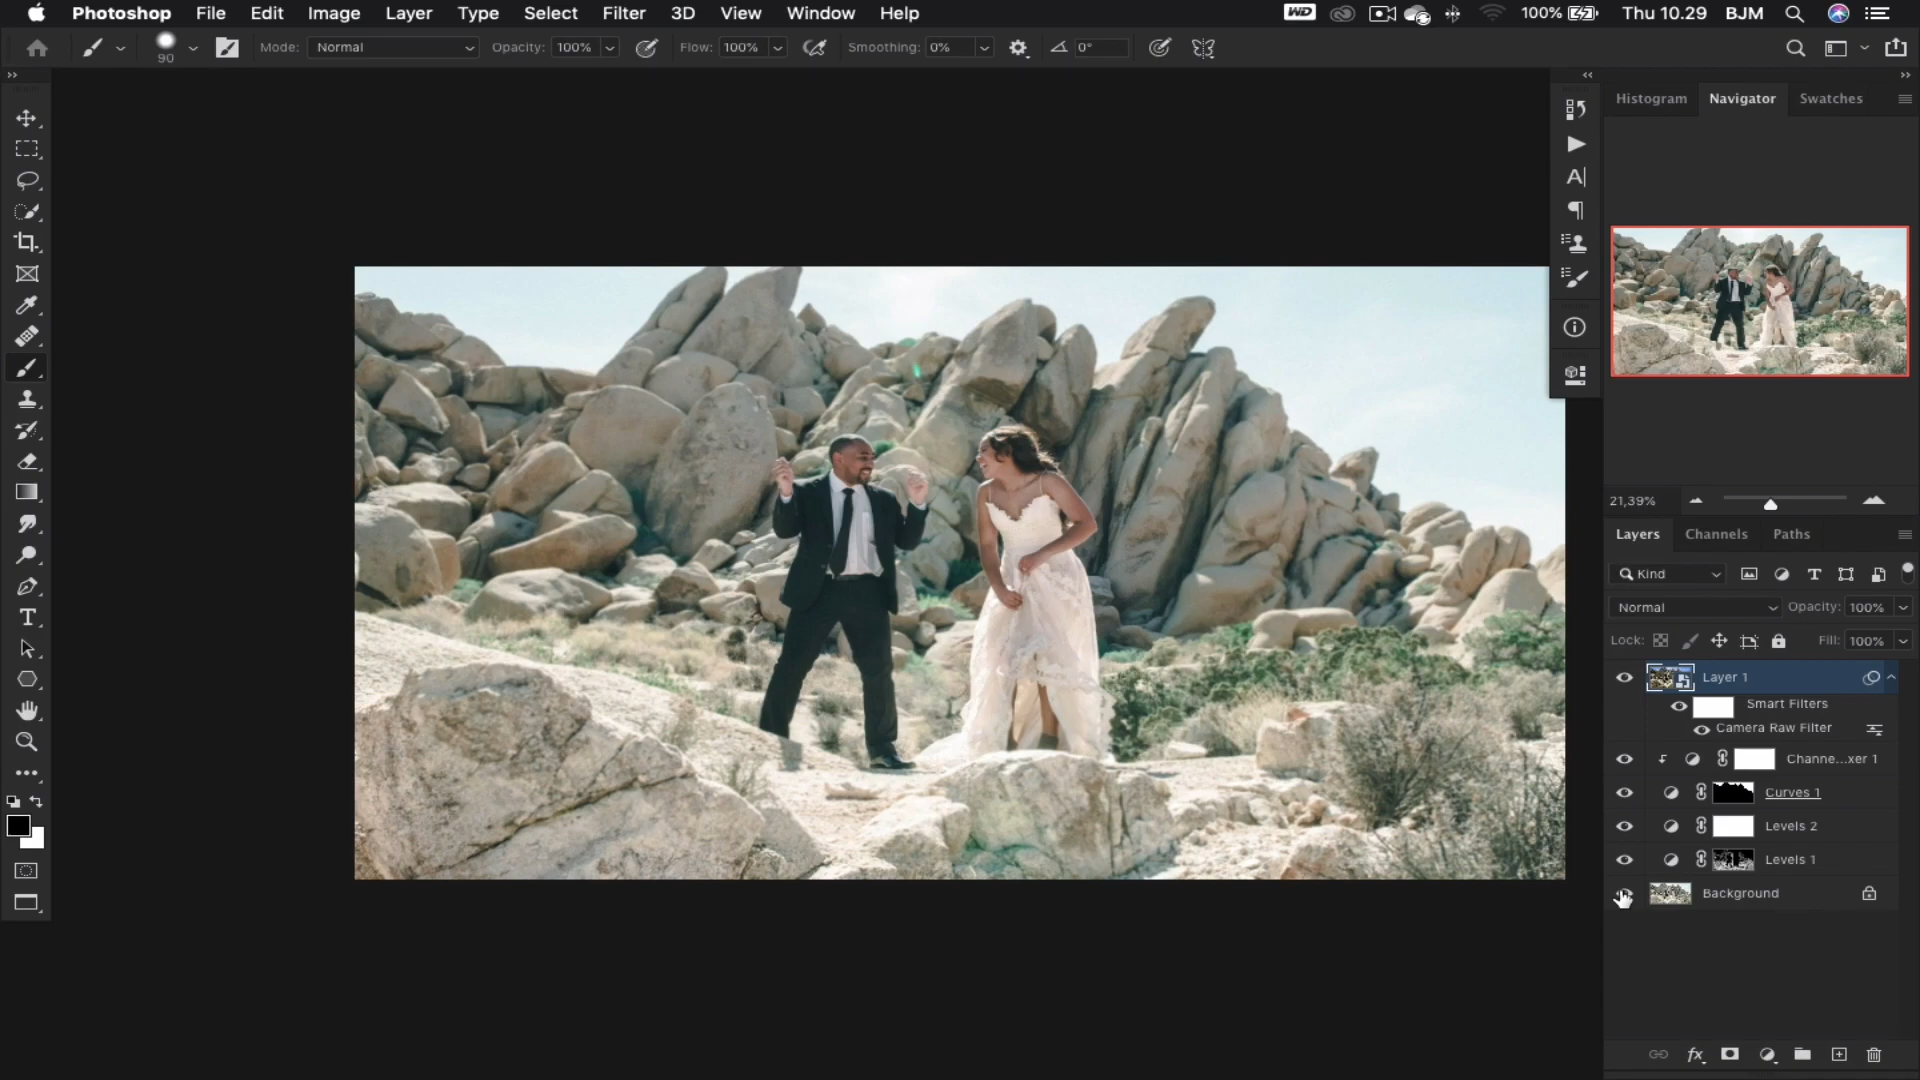 Photoshop File Edit Image Layer Type Select Filter 3D View Window Help WD 100% Thu 10.29 BJM
90 Mode: Normal Opacity: 100% Flow: 100% Smoothing: 0% 0°
Histogram Navigator Swatches
21,39%
Layers Channels Paths
Kind
Normal Opacity: 100%
Lock: Fill: 100%
Layer 1
Smart Filters
Camera Raw Filter
Channe...xer 1
Curves 1
Levels 2
Levels 1
Background